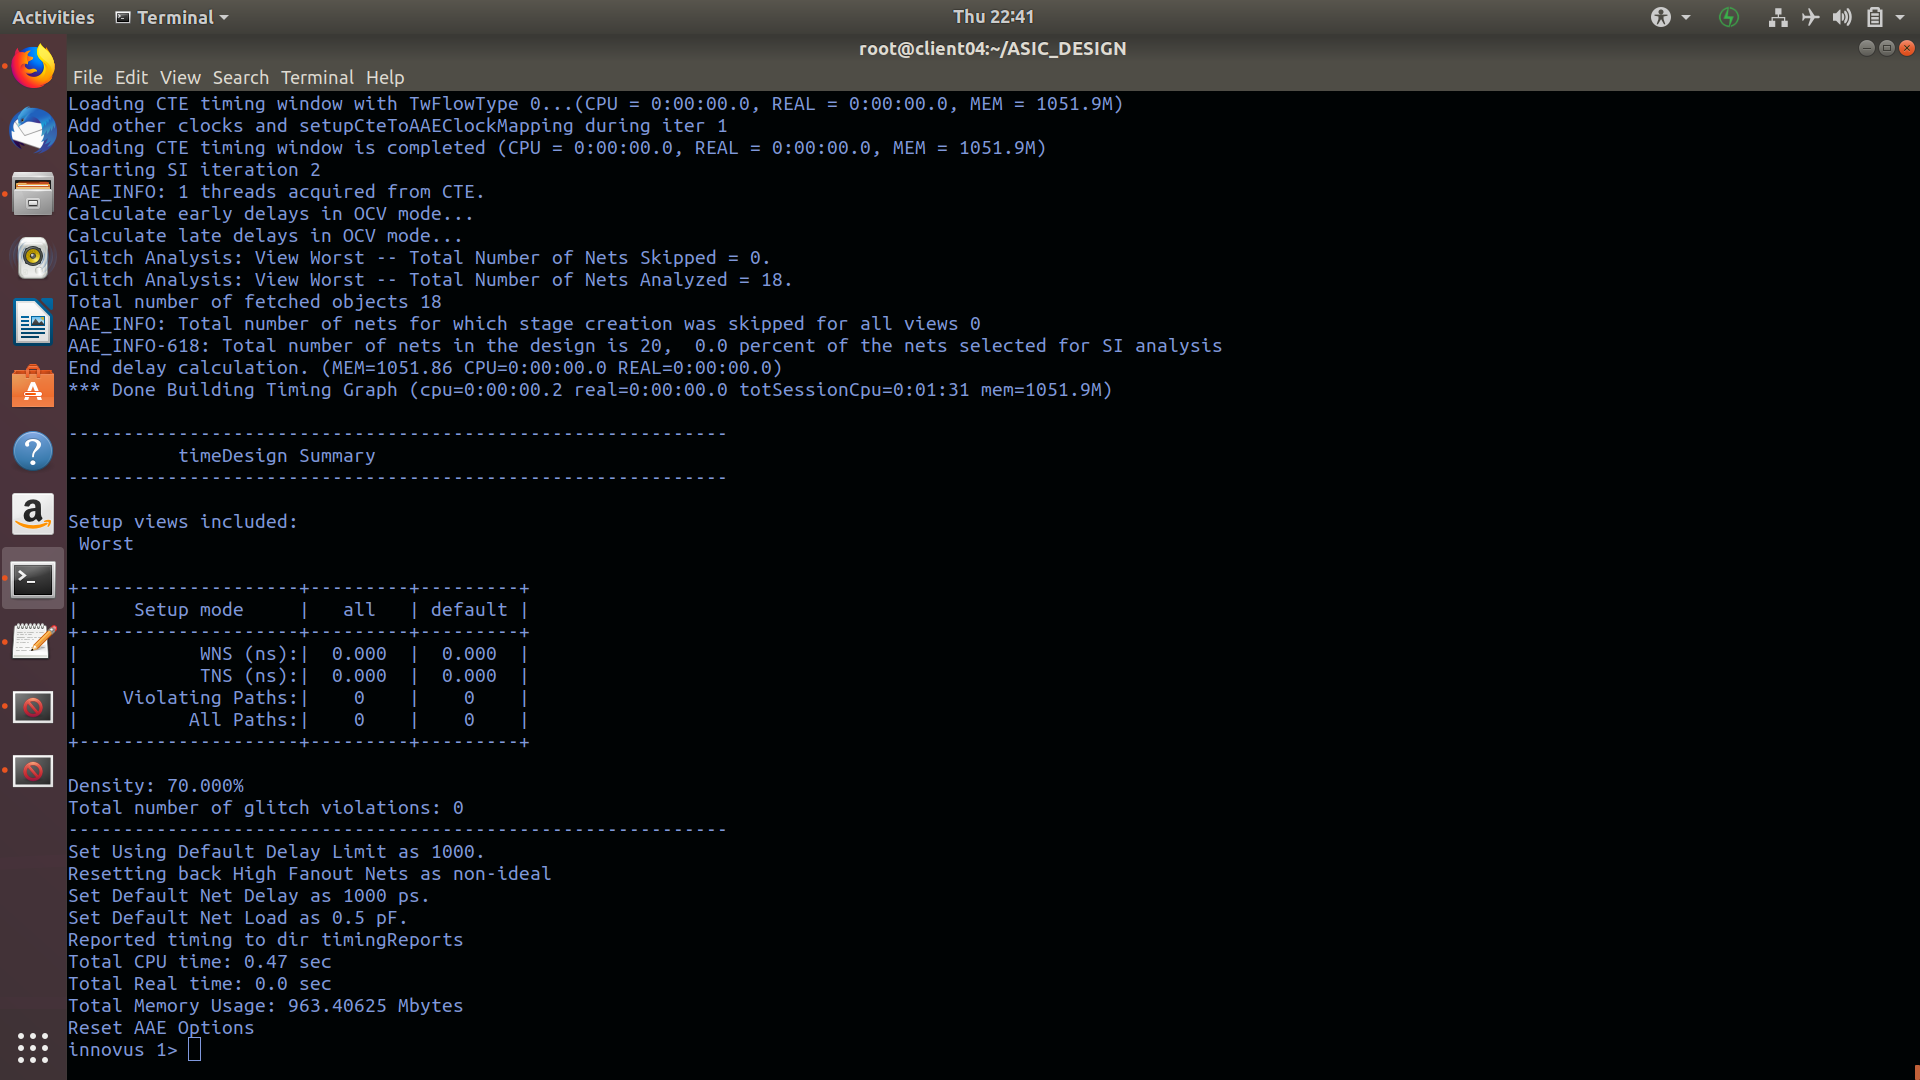 Activities Terminal Thu 22:41
root@client04:~/ASIC_DESIGN
File Edit View Search Terminal Help
Loading CTE timing window with TwFlowType 0...(CPU = 0:00:00.0, REAL = 0:00:00.0, MEM = 1051.9M)
Add other clocks and setupCteToAAEClockMapping during iter 1
Loading CTE timing window is completed (CPU = 0:00:00.0, REAL = 0:00:00.0, MEM = 1051.9M)
Starting SI iteration 2
AAE_INFO: 1 threads acquired from CTE.
Calculate early delays in OCV mode...
Calculate late delays in OCV mode...
Glitch Analysis: View Worst -- Total Number of Nets Skipped = 0.
Glitch Analysis: View Worst -- Total Number of Nets Analyzed = 18.
Total number of fetched objects 18
AAE_INFO: Total number of nets for which stage creation was skipped for all views 0
AAE_INFO-618: Total number of nets in the design is 20,  0.0 percent of the nets selected for SI analysis
End delay calculation. (MEM=1051.86 CPU=0:00:00.0 REAL=0:00:00.0)
*** Done Building Timing Graph (cpu=0:00:00.2 real=0:00:00.0 totSessionCpu=0:01:31 mem=1051.9M)
------------------------------------------------------------
          timeDesign Summary
------------------------------------------------------------
Setup views included:
 Worst
+--------------------+---------+---------+
|     Setup mode     |   all   | default |
+--------------------+---------+---------+
|           WNS (ns):|  0.000  |  0.000  |
|           TNS (ns):|  0.000  |  0.000  |
|    Violating Paths:|    0    |    0    |
|          All Paths:|    0    |    0    |
+--------------------+---------+---------+
Density: 70.000%
Total number of glitch violations: 0
------------------------------------------------------------
Set Using Default Delay Limit as 1000.
Resetting back High Fanout Nets as non-ideal
Set Default Net Delay as 1000 ps.
Set Default Net Load as 0.5 pF.
Reported timing to dir timingReports
Total CPU time: 0.47 sec
Total Real time: 0.0 sec
Total Memory Usage: 963.40625 Mbytes
Reset AAE Options
innovus 1>